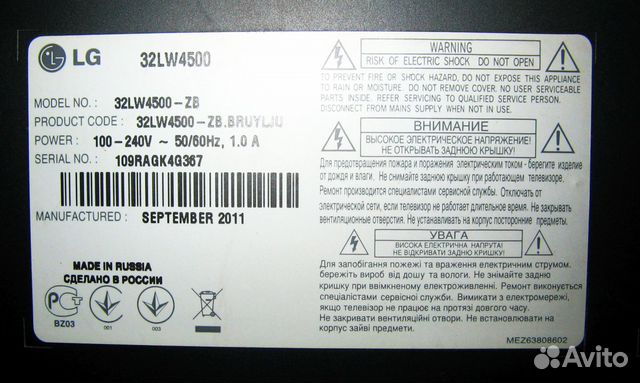 LG 32LW4500
MODEL NO. : 32LW4500-ZB
PRODUCT CODE : 32LW4500-ZB.BRUYLJU
POWER : 100-240V ~ 50/60Hz, 1.0 A
SERIAL NO. : 109RAGK4G367
MANUFACTURED : SEPTEMBER 2011
MADE IN RUSSIA
СДЕЛАНО В РОССИИ
РСТ
BZ03
001
003
WARNING
RISK OF ELECTRIC SHOCK DO NOT OPEN
TO PREVENT FIRE OR SHOCK HAZARD, DO NOT EXPOSE THIS APPLIANCE
TO RAIN OR MOISTURE. DO NOT REMOVE BACK. NO USER SERVICEABLE
PARTS INSIDE. REFER SERVICING TO QUALIFIED SERVICE PERSONNEL.
DISCONNECT FROM MAINS SUPPLY WHEN NOT IN USE.
ВНИМАНИЕ
ВЫСОКОЕ ЭЛЕКТРИЧЕСКОЕ НАПРЯЖЕНИЕ!
НЕ ОТКРЫВАТЬ ЗАДНЮЮ КРЫШКУ!
Для предотвращения пожара и поражения электрическим током - берегите изделие
от дождя и влаги. Не снимайте заднюю крышку при работающем телевизоре.
Ремонт производится специалистами сервисной службы. Отключать от
электрической сети, если телевизор не работает длительное время. Не закрывать
вентиляционные отверстия. Не устанавливать на корпус посторонние предметы.
УВАГА
ВИСОКА ЕЛЕКТРИЧНА НАПРУГА!
НЕ ВІДКРИВАТИ ЗАДНЮ КРИШКУ!
Для запобігання пожежі та враження електричним струмом.
бережіть виріб від дошу та вологи. Не знімайте задню
кришку при ввімкненому електроживленні. Ремонт виконується
спеціалістами сервісної служби. Вимикати з електромережі,
якщо телевізор не працює на протязі довгого часу.
Не закривати вентиляційні отвори. Не встановлювати на
корпус зайві предмети.
MEZ63808602
Avito